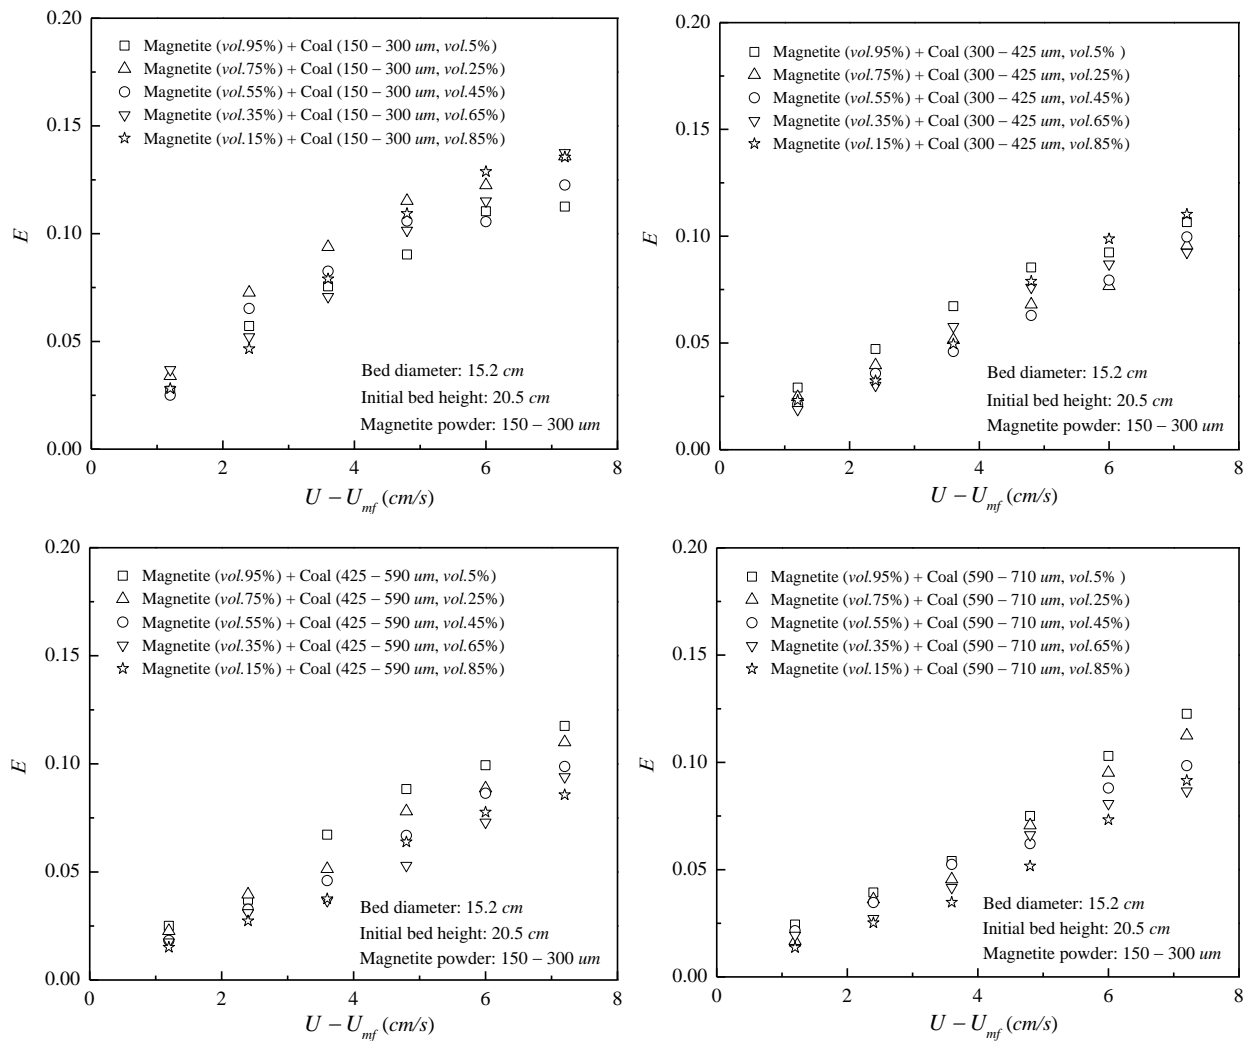 0.20
Magnetite (vol.95%) + Coal (150 – 300 um, vol.5%)
Magnetite (vol.75%) + Coal (150 – 300 um, vol.25%)
Magnetite (vol.55%) + Coal (150 – 300 um, vol.45%)
Magnetite (vol.35%) + Coal (150 – 300 um, vol.65%)
Magnetite (vol.15%) + Coal (150 – 300 um, vol.85%)
0.15
0.10
E
0.05
Bed diameter: 15.2 cm
Initial bed height: 20.5 cm
Magnetite powder: 150 – 300 um
0.00
0 2 4 6 8
U – Umf (cm/s)
0.20
Magnetite (vol.95%) + Coal (300 – 425 um, vol.5% )
Magnetite (vol.75%) + Coal (300 – 425 um, vol.25%)
Magnetite (vol.55%) + Coal (300 – 425 um, vol.45%)
Magnetite (vol.35%) + Coal (300 – 425 um, vol.65%)
Magnetite (vol.15%) + Coal (300 – 425 um, vol.85%)
0.15
0.10
E
0.05
Bed diameter: 15.2 cm
Initial bed height: 20.5 cm
Magnetite powder: 150 – 300 um
0.00
0 2 4 6 8
U – Umf (cm/s)
0.20
Magnetite (vol.95%) + Coal (425 – 590 um, vol.5%)
Magnetite (vol.75%) + Coal (425 – 590 um, vol.25%)
Magnetite (vol.55%) + Coal (425 – 590 um, vol.45%)
Magnetite (vol.35%) + Coal (425 – 590 um, vol.65%)
Magnetite (vol.15%) + Coal (425 – 590 um, vol.85%)
0.15
0.10
E
0.05
Bed diameter: 15.2 cm
Initial bed height: 20.5 cm
Magnetite powder: 150 – 300 um
0.00
0 2 4 6 8
U – Umf (cm/s)
0.20
Magnetite (vol.95%) + Coal (590 – 710 um, vol.5% )
Magnetite (vol.75%) + Coal (590 – 710 um, vol.25%)
Magnetite (vol.55%) + Coal (590 – 710 um, vol.45%)
Magnetite (vol.35%) + Coal (590 – 710 um, vol.65%)
Magnetite (vol.15%) + Coal (590 – 710 um, vol.85%)
0.15
0.10
E
0.05
Bed diameter: 15.2 cm
Initial bed height: 20.5 cm
Magnetite powder: 150 – 300 um
0.00
0 2 4 6 8
U – Umf (cm/s)